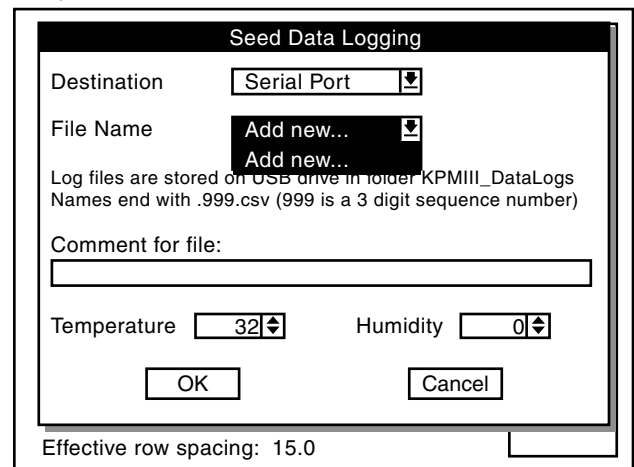 Seed Data Logging
Destination Serial Port
File Name Add new...
Add new...
Log files are stored on USB drive in folder KPMIII_DataLogs
Names end with .999.csv (999 is a 3 digit sequence number)
Comment for file:
Temperature 32 Humidity 0
OK Cancel
Effective row spacing: 15.0